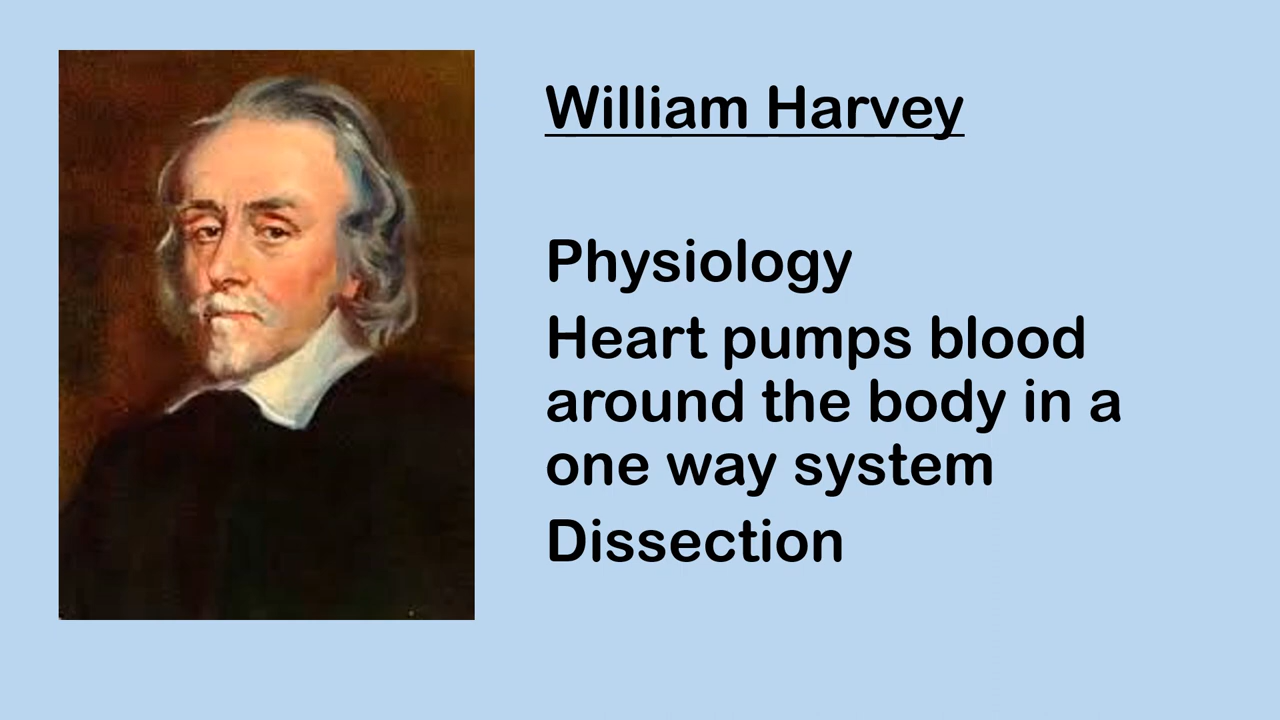 William Harvey
Physiology
Heart pumps blood
around the body in a
one way system
Dissection